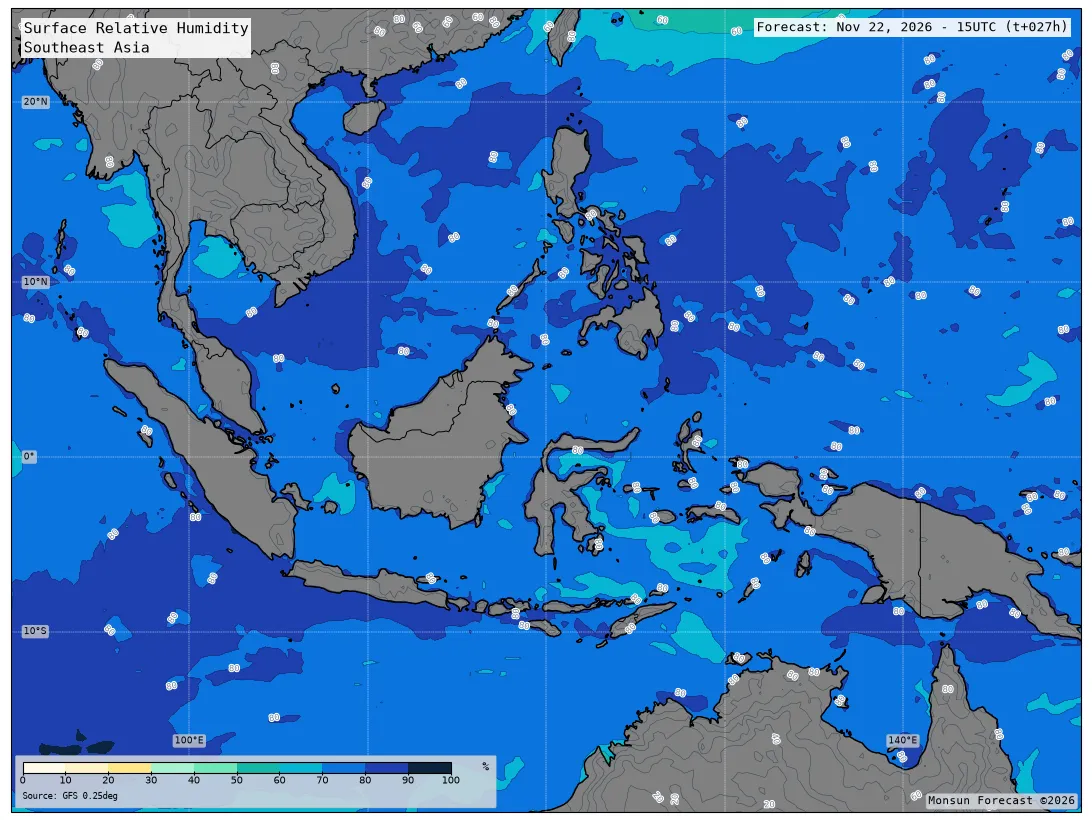 Surface Relative Humidity
Southeast Asia
Forecast: Nov 22, 2026 - 15UTC (t+027h)
20°N
10°N
0°
10°S
100°E
140°E
0 10 20 30 40 50 60 70 80 90 100
%
Source: GFS 0.25deg
Monsun Forecast ©2026